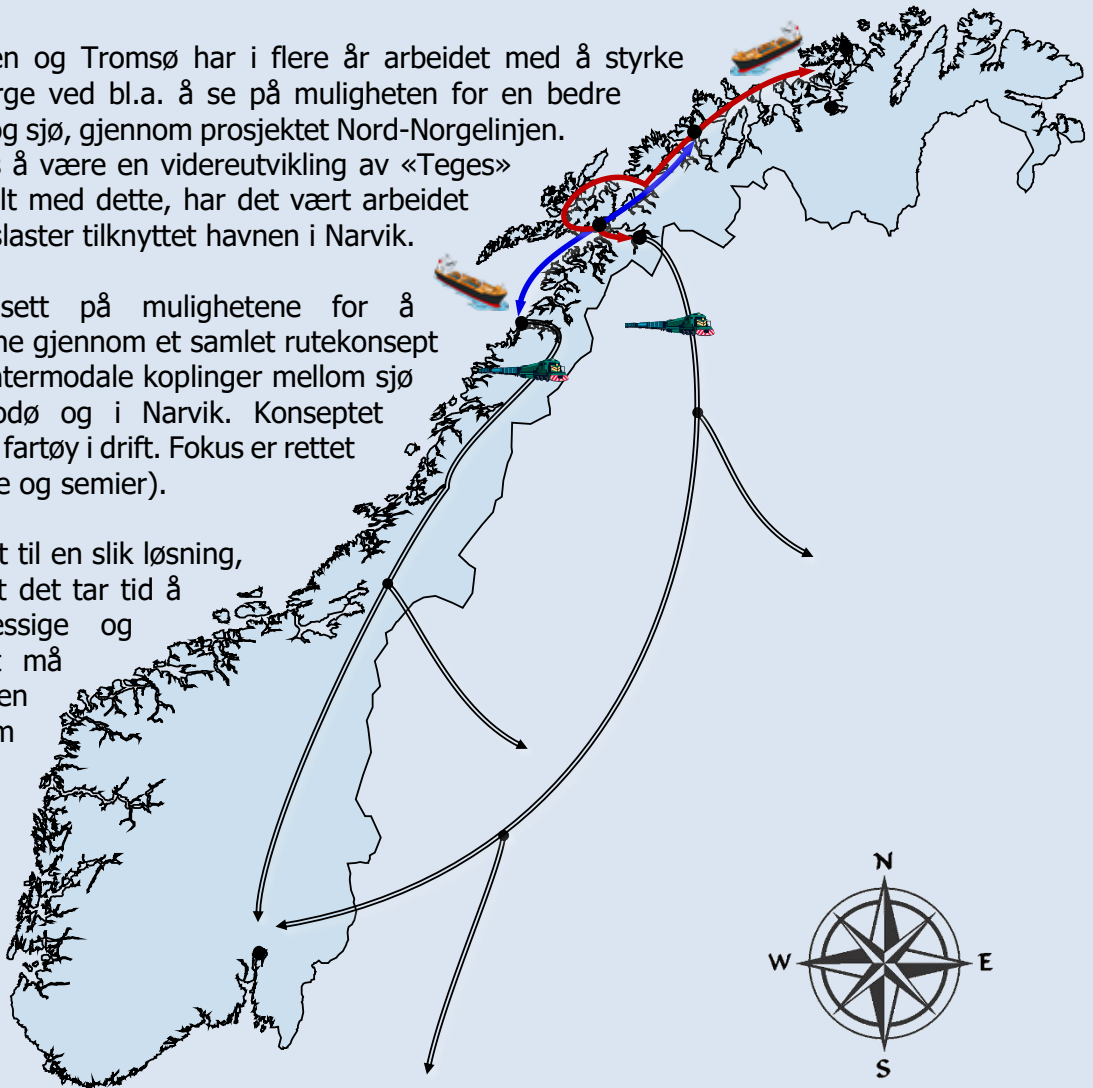 en og Tromsø har i flere år arbeidet med å styrke
rge ved bl.a. å se på muligheten for en bedre
og sjø, gjennom prosjektet Nord-Norgelinjen.
s å være en videreutvikling av «Teges»
lt med dette, har det vært arbeidet
slaster tilknyttet havnen i Narvik.
sett på mulighetene for å
ne gjennom et samlet rutekonsept
ntermodale koplinger mellom sjø
odø og i Narvik. Konseptet
fartøy i drift. Fokus er rettet
e og semier).
t til en slik løsning,
t det tar tid å
essige og
t må
en
m
N
W E
S